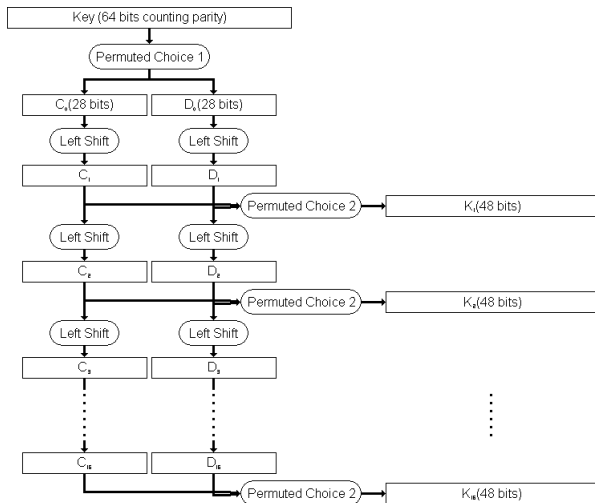 Key (64 bits counting parity)
Permuted Choice 1
C₀(28 bits) D₀(28 bits)
Left Shift Left Shift
C₁ D₁
Permuted Choice 2 K₁(48 bits)
Left Shift Left Shift
C₂ D₂
Permuted Choice 2 K₂(48 bits)
Left Shift Left Shift
C₃ D₃
C₁₆ D₁₆
Permuted Choice 2 K₁₆(48 bits)